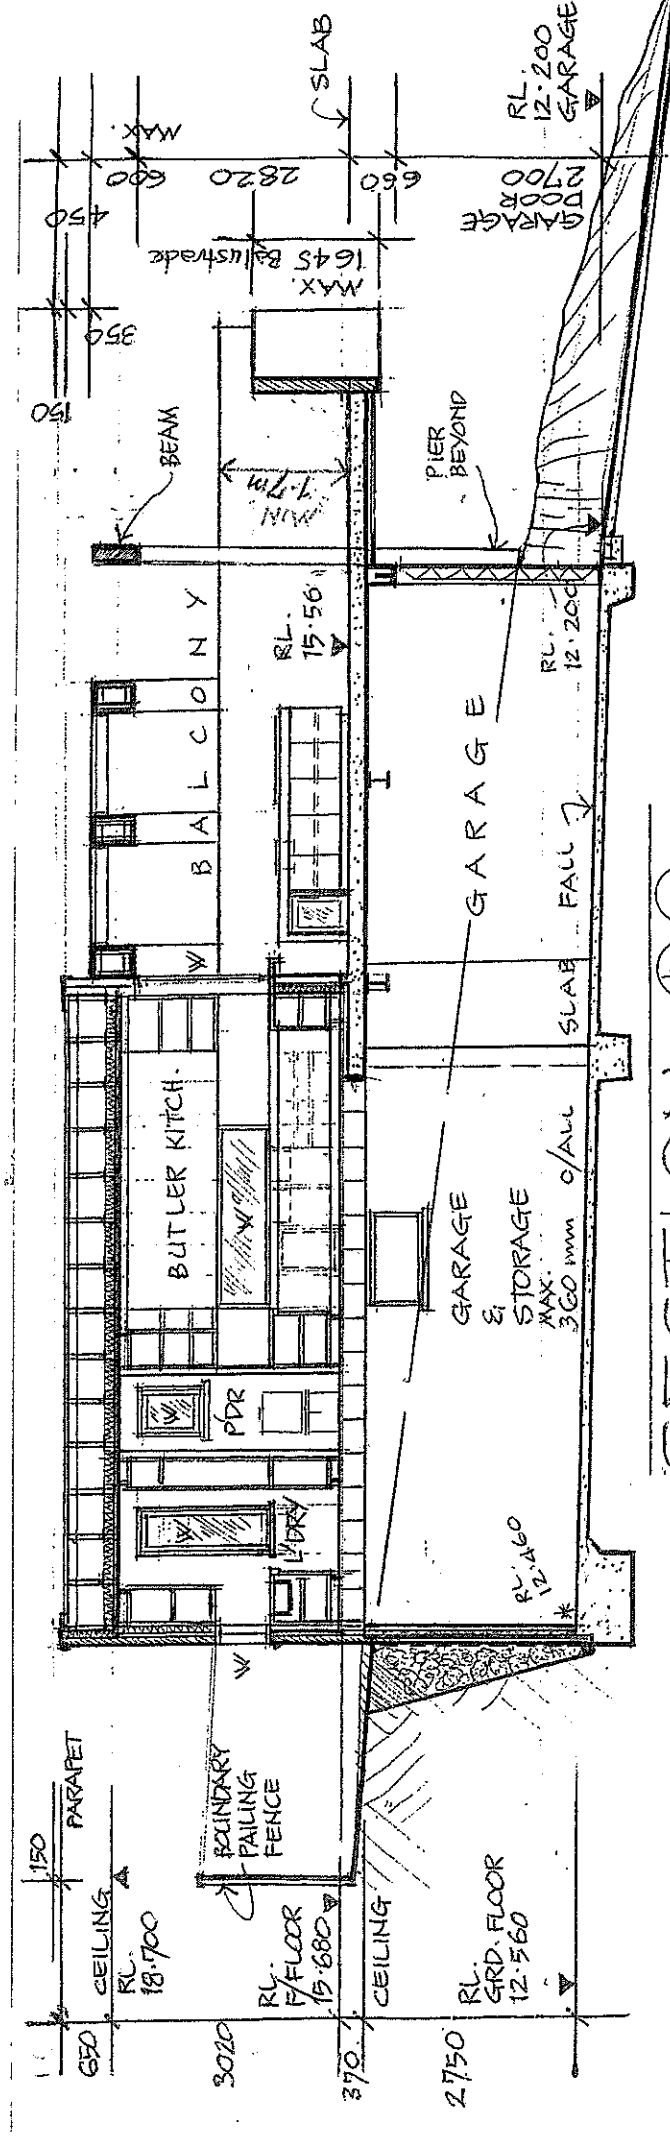 150
PARAPET
650
CEILING
RL.
18.700
3020
RL.
F/FLOOR
15.680
370
CEILING
2750
RL.
GRD. FLOOR
12.560
BOUNDARY
PAILING
FENCE
W
L'DRY
W
PDR
W
BUTLER KITCH.
W
W
BALCONY
RL.
15.56
BEAM
MIN
1.7m
150
350
450
600
MAX.
2820
SLAB
1645 Balustrade
MAX.
660
GARAGE
DOOR
2700
RL.
12.200
GARAGE
PIER
BEYOND
RL.
12.200
GARAGE
SLAB FALL
GARAGE
&
STORAGE
MAX.
360 mm O/ALL
RL.
12.460
*